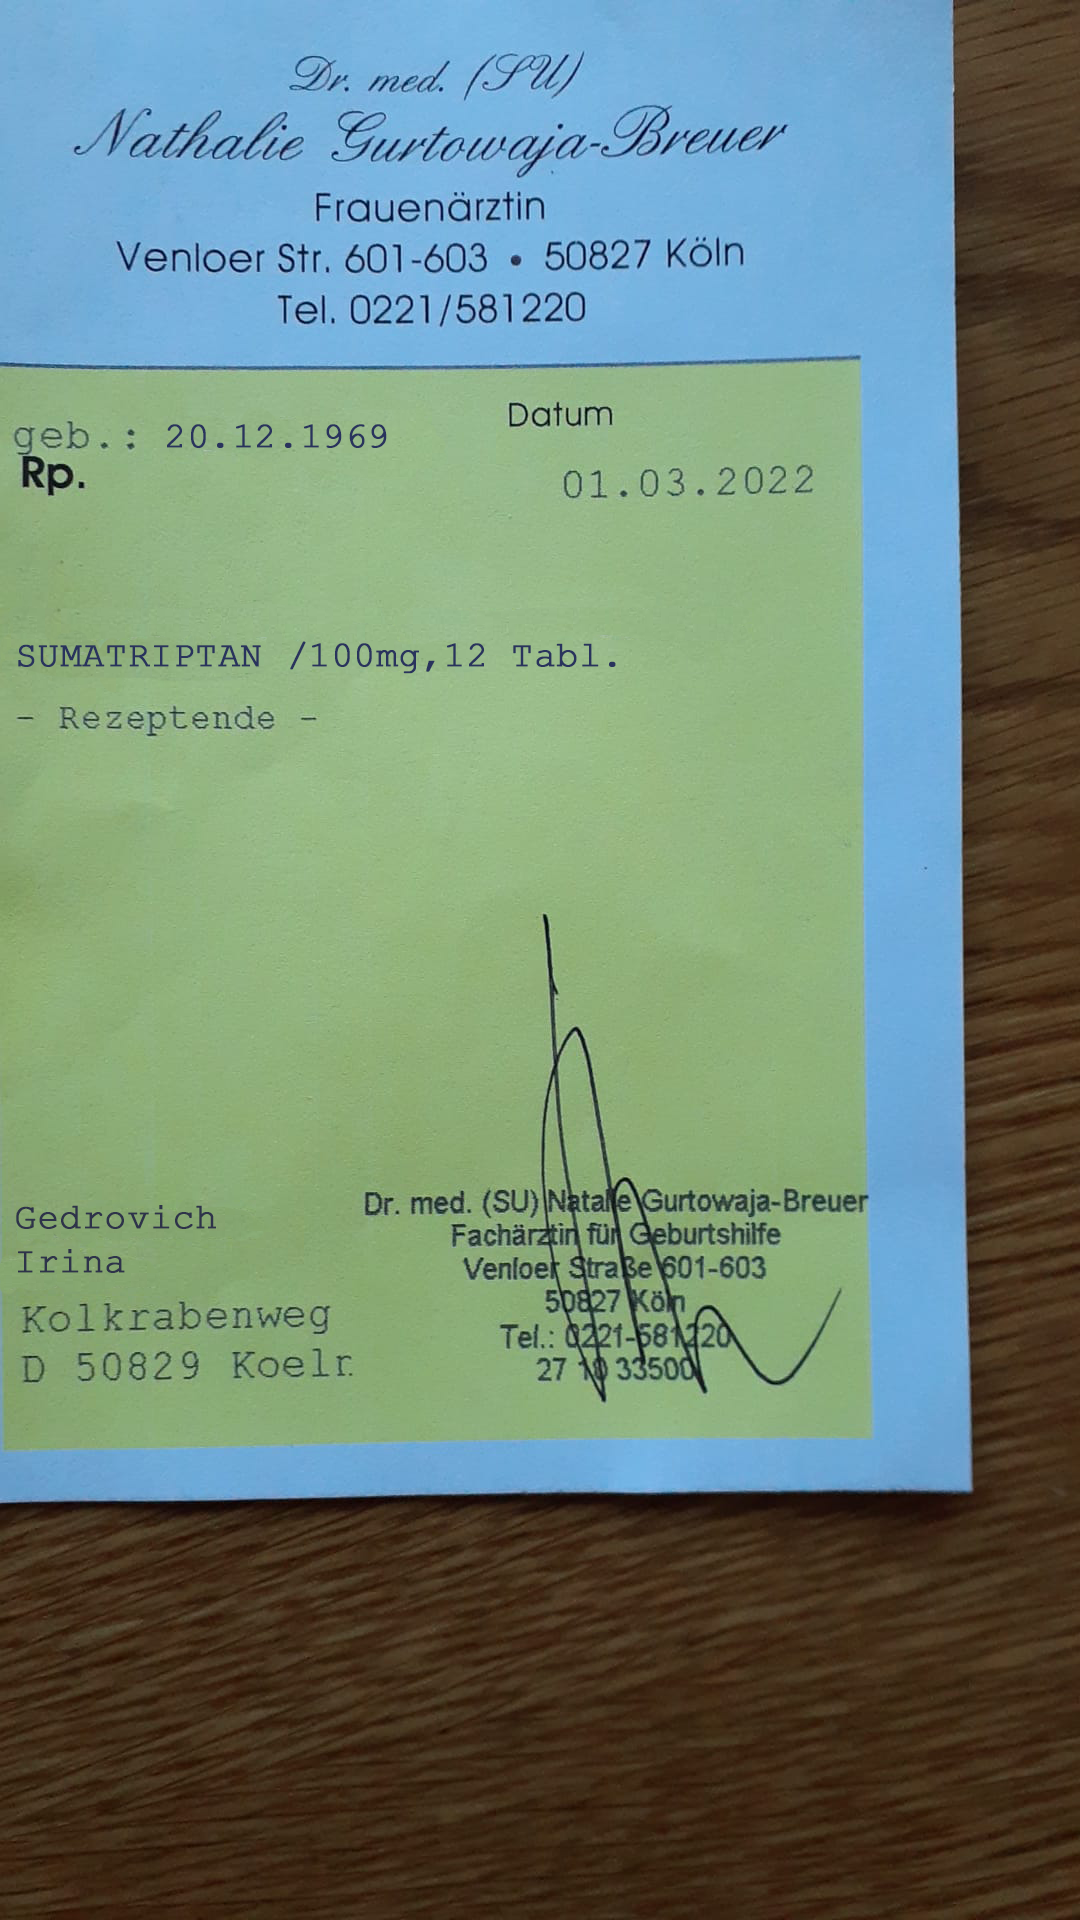 Dr. med. (SU)
Nathalie Gurtowaja-Breuer
Frauenärztin
Venloer Str. 601-603 • 50827 Köln
Tel. 0221/581220
geb.: 20.12.1969
Datum
Rp.
01.03.2022
SUMATRIPTAN /100mg,12 Tabl.
- Rezeptende -
Gedrovich
Irina
Kolkrabenweg
D 50829 Koeln
Dr. med. (SU) Natalie Gurtowaja-Breuer
Fachärztin für Geburtshilfe
Venloer Straße 601-603
50827 Köln
Tel.: 0221-581220
27 10 33500